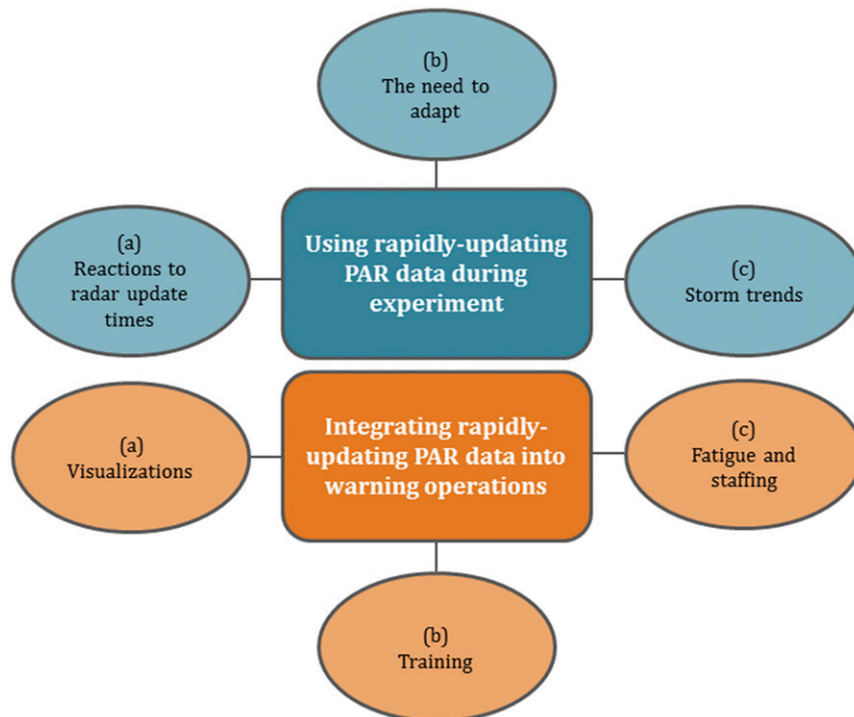 (b)
The need to
adapt
(a)
Reactions to
radar update
times
Using rapidly-updating
PAR data during
experiment
(c)
Storm trends
(a)
Visualizations
Integrating rapidly-
updating PAR data into
warning operations
(c)
Fatigue and
staffing
(b)
Training